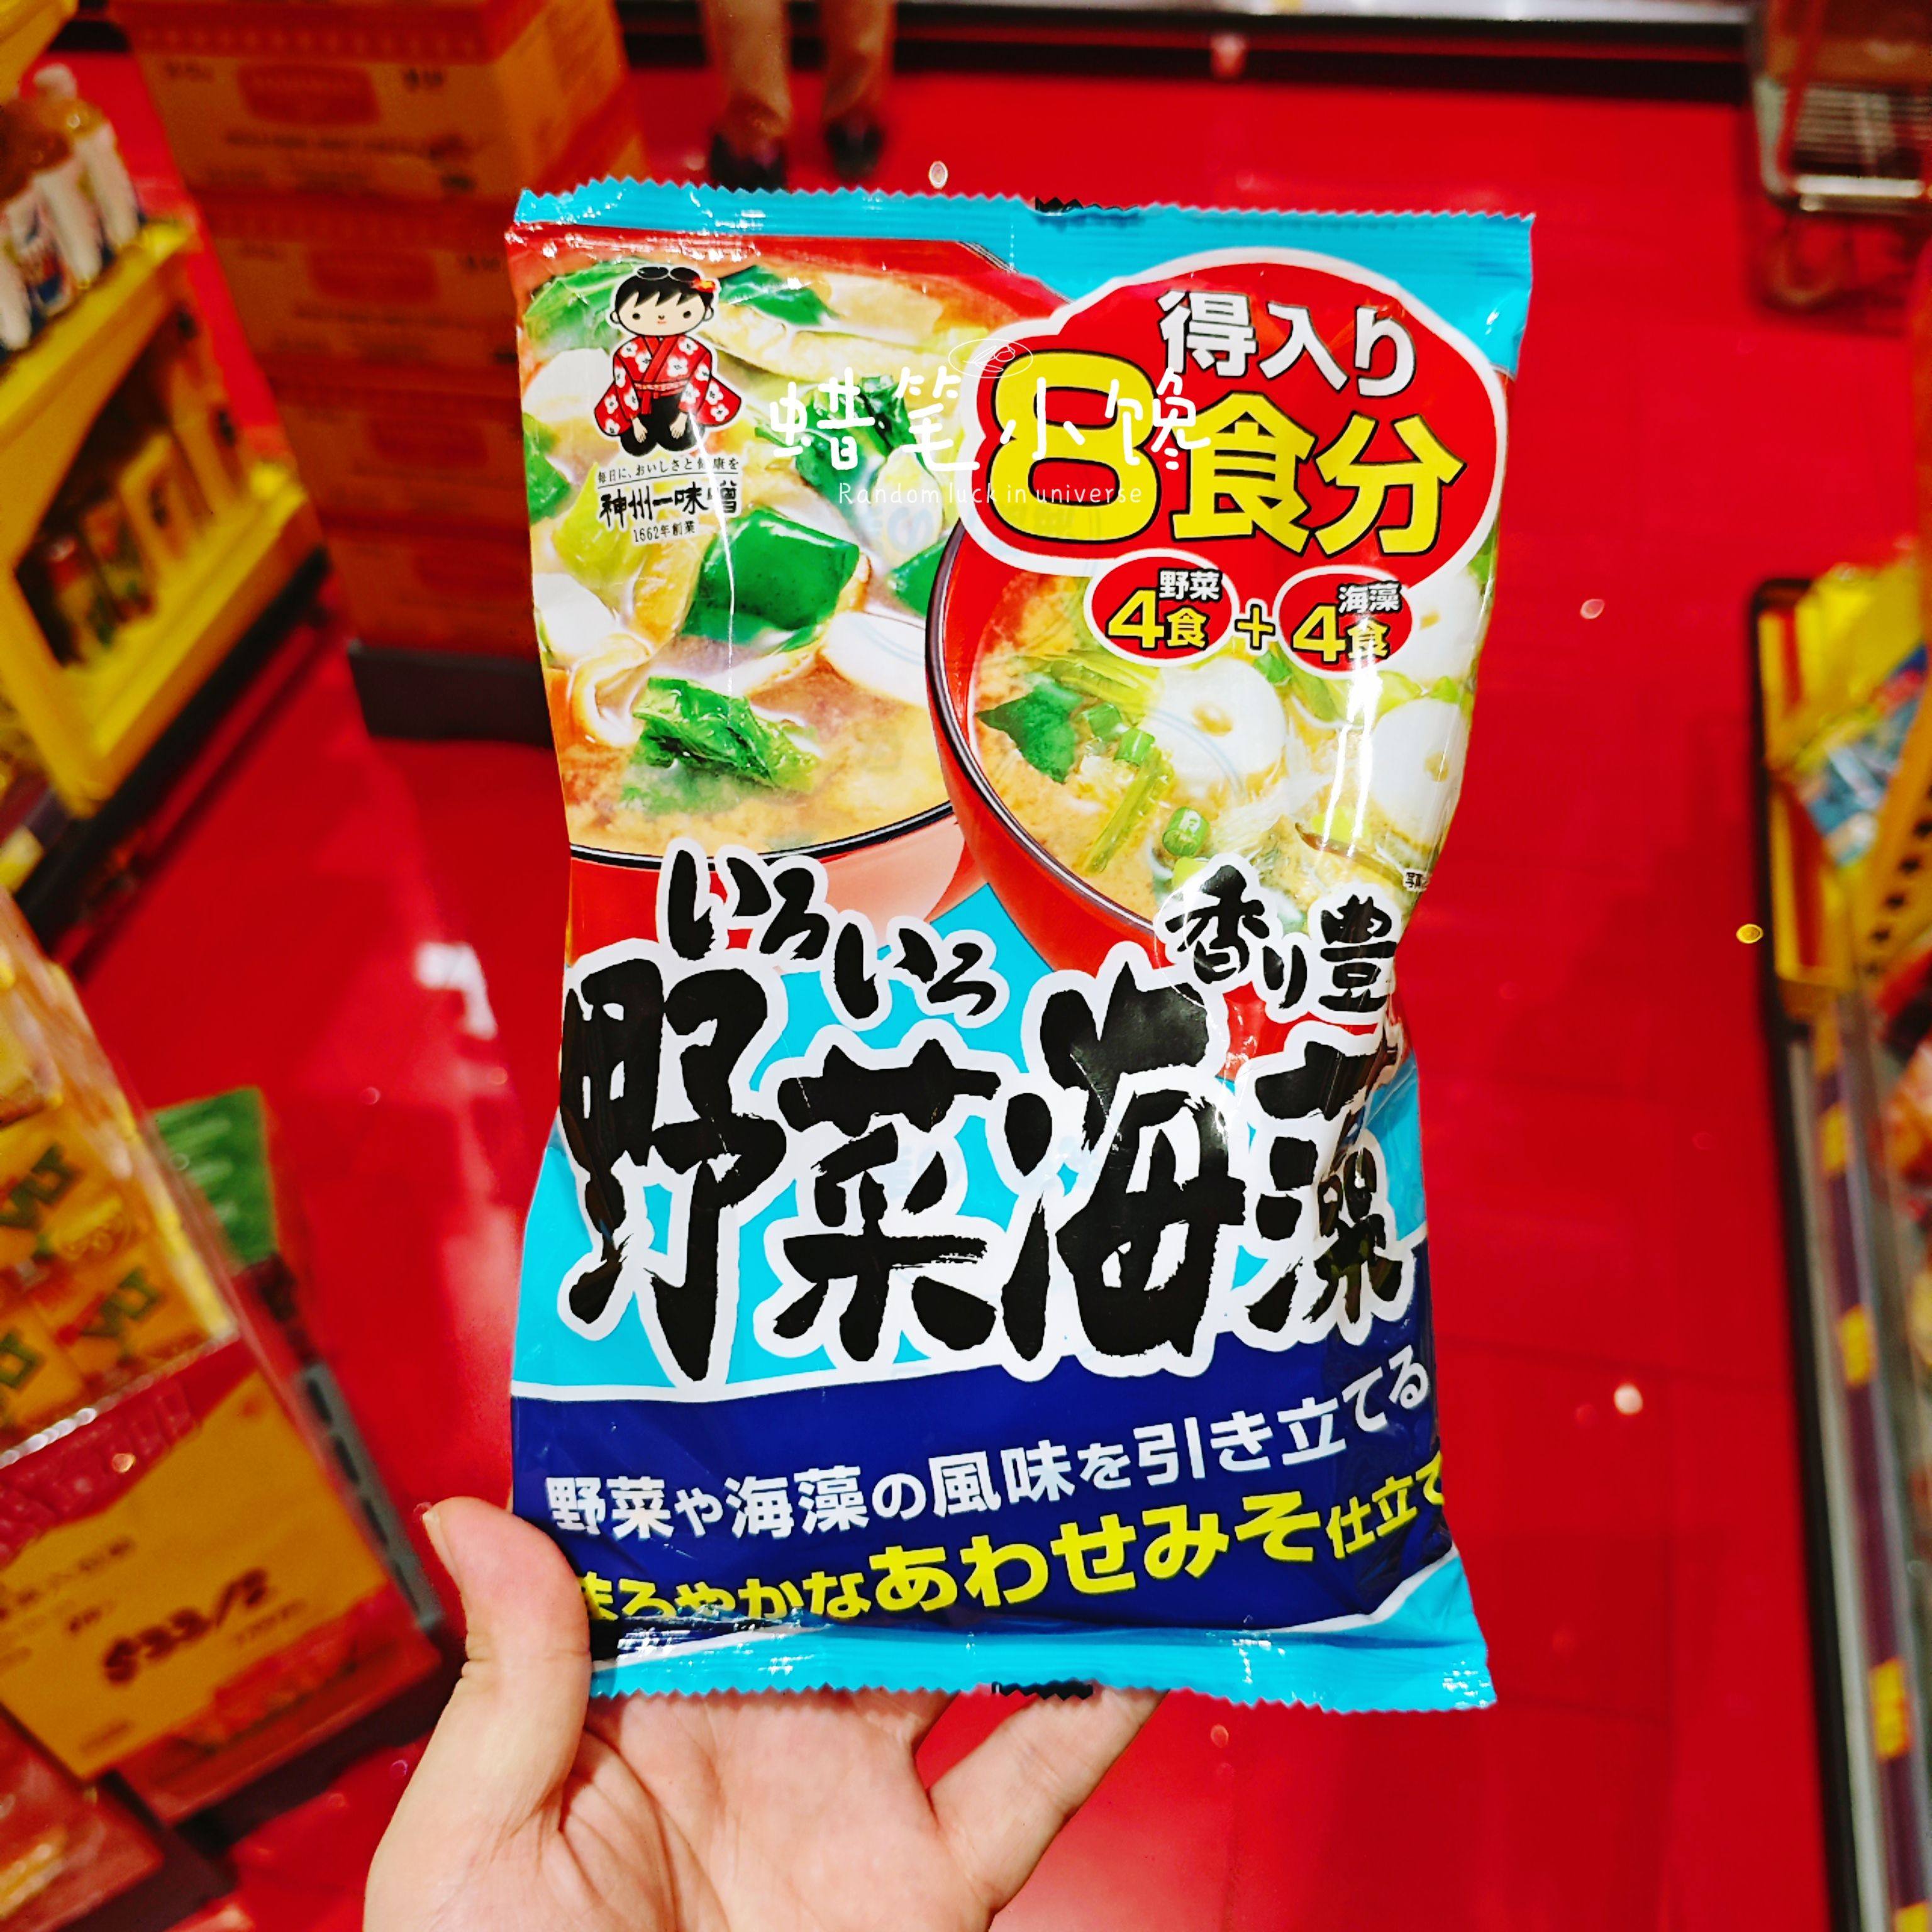 得入り
8食分
野菜
4食
+
海藻
4食
毎日に、おいしさと健康を
神州一味噌
1662年創業
蜡笔小馋
Random luck in universe
いろいろ
野菜
香り豊
海藻
野菜や海藻の風味を引き立てる
まろやかなあわせみそ仕立て